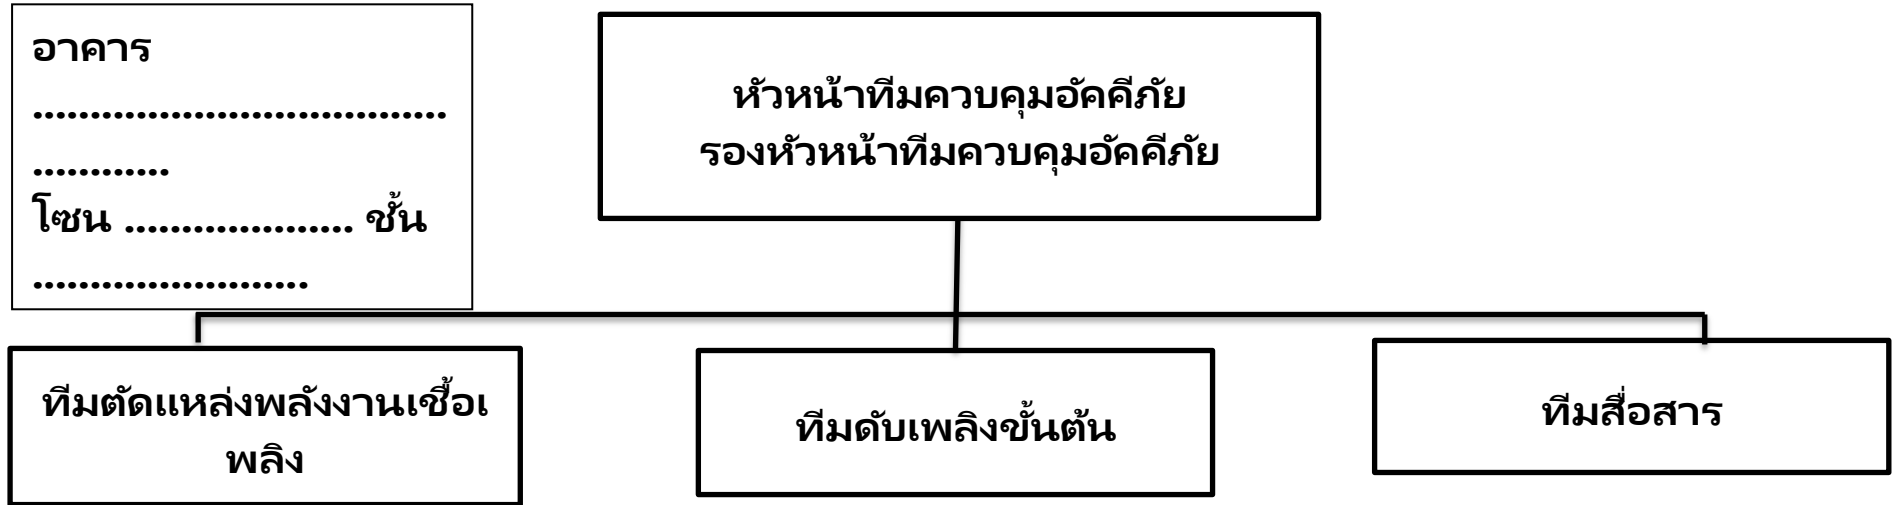 อาคาร
....................................
............
โซน .................... ชั้น
........................
หัวหน้าทีมควบคุมอัคคีภัย
รองหัวหน้าทีมควบคุมอัคคีภัย
ทีมตัดแหล่งพลังงานเชื้อเ
พลิง
ทีมดับเพลิงขั้นต้น
ทีมสื่อสาร